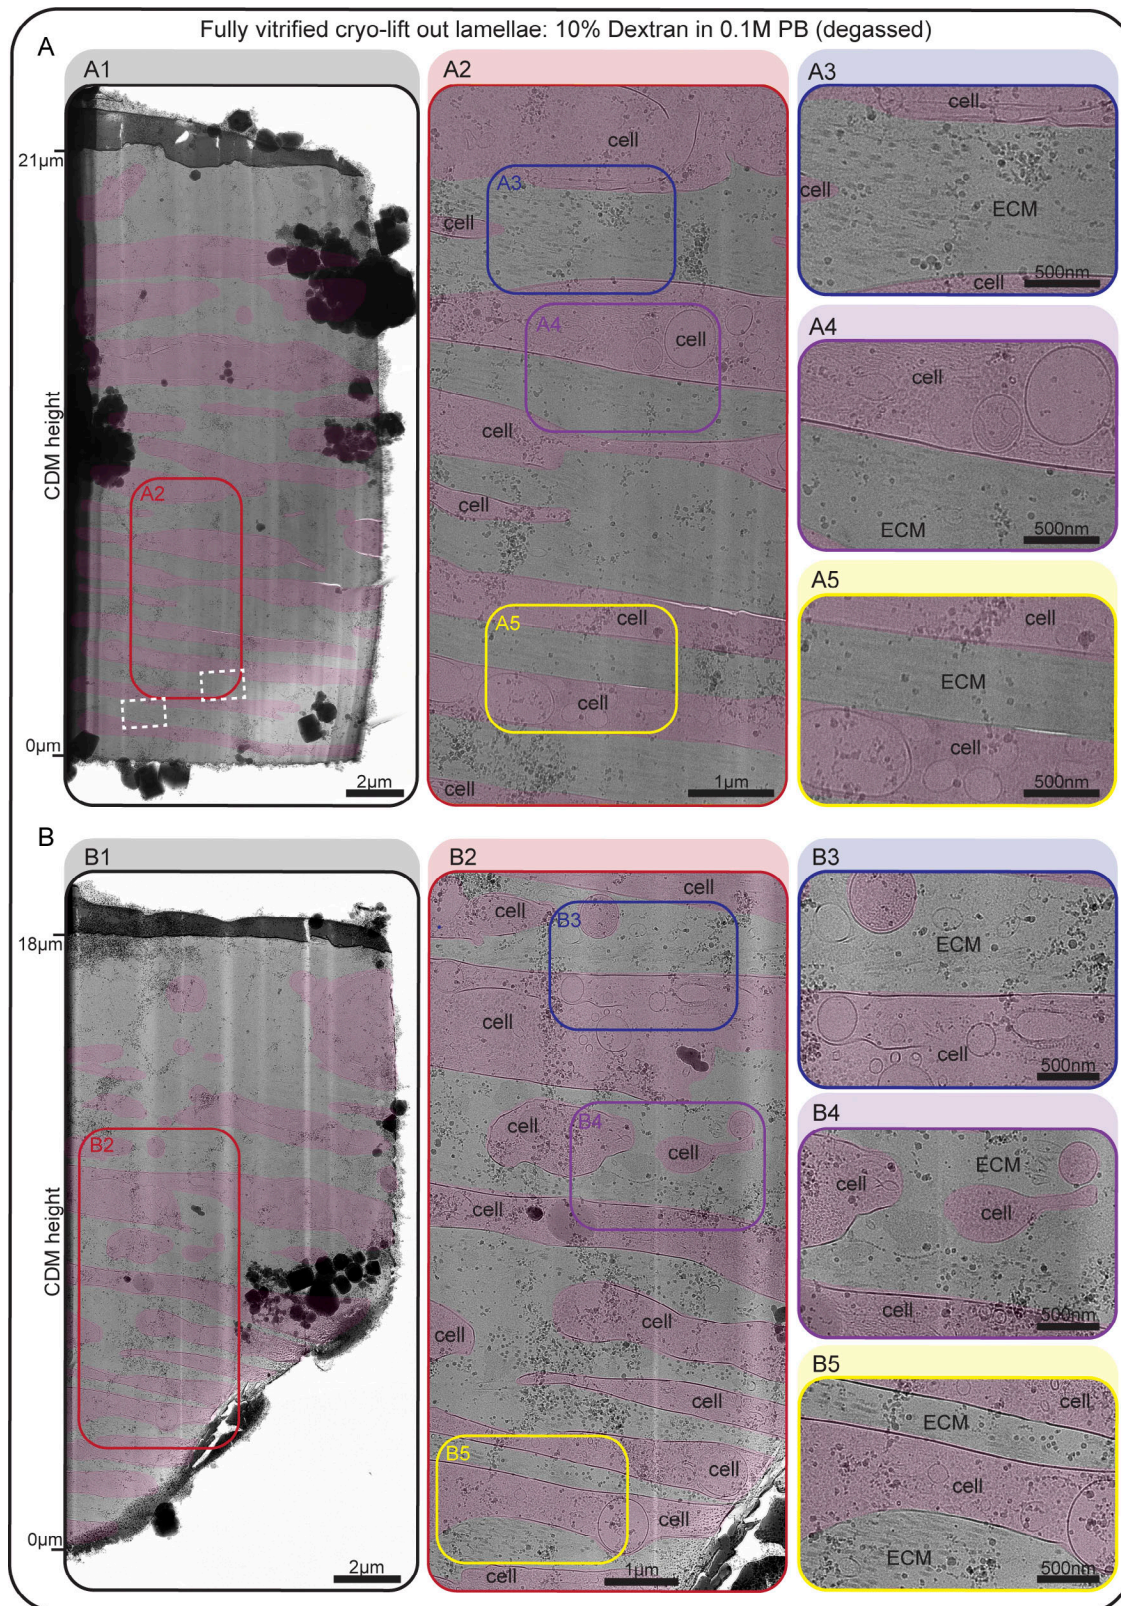 Fully vitrified cryo-lift out lamellae: 10% Dextran in 0.1M PB (degassed)
A
A1
21µm
CDM height
A2
0µm
2µm
A2
cell
A3
cell
A4
cell
cell
cell
A5
cell
cell
cell
1µm
A3
cell
cell
ECM
cell
500nm
A4
cell
ECM
500nm
A5
cell
ECM
cell
500nm
B
B1
18µm
CDM height
B2
0µm
2µm
B2
cell
cell
B3
cell
cell
B4
cell
cell
cell
cell
cell
B5
cell
cell
cell
1µm
B3
ECM
cell
500nm
B4
ECM
cell
cell
cell
500nm
B5
cell
ECM
cell
ECM
500nm